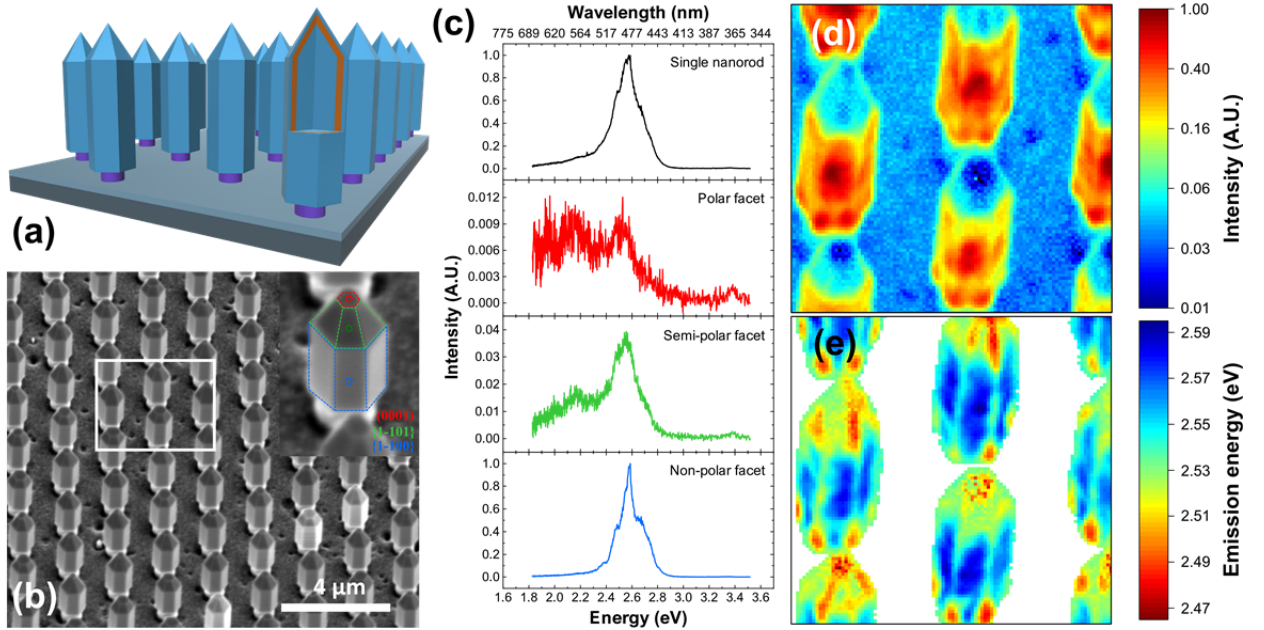 (a)
(b)
{0001}
{1-101}
{1-100}
4 µm
(c)
Wavelength (nm)
775 689 620 564 517 477 443 413 387 365 344
Single nanorod
1.0
0.8
0.6
0.4
0.2
0.0
Polar facet
0.012
0.009
0.006
0.003
0.000
Semi-polar facet
0.04
0.03
0.02
0.01
0.00
Non-polar facet
1.0
0.8
0.6
0.4
0.2
0.0
Intensity (A.U.)
1.6 1.8 2.0 2.2 2.4 2.6 2.8 3.0 3.2 3.4 3.6
Energy (eV)
(d)
1.00
0.40
0.16
0.06
0.03
0.01
Intensity (A.U.)
(e)
2.59
2.57
2.55
2.53
2.51
2.49
2.47
Emission energy (eV)